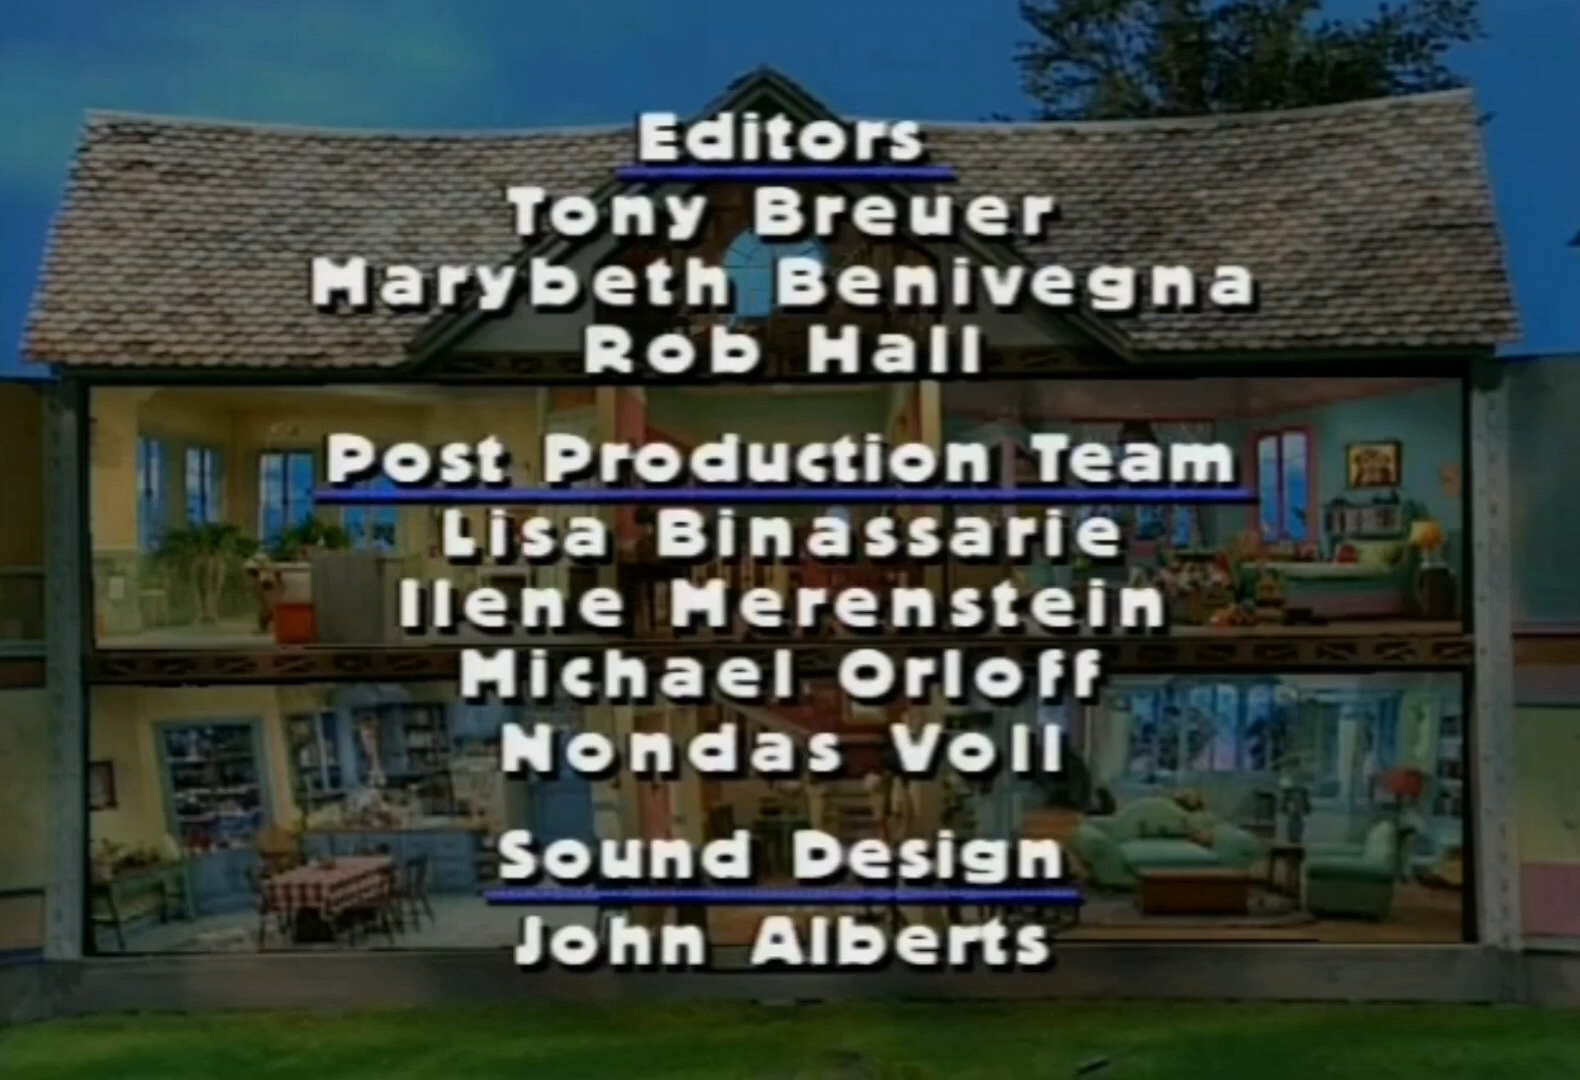 Editors
Tony Breuer
Marybeth Benivegna
Rob Hall
Post Production Team
Lisa Binassarie
Ilene Merenstein
Michael Orloff
Nondas Voll
Sound Design
John Alberts